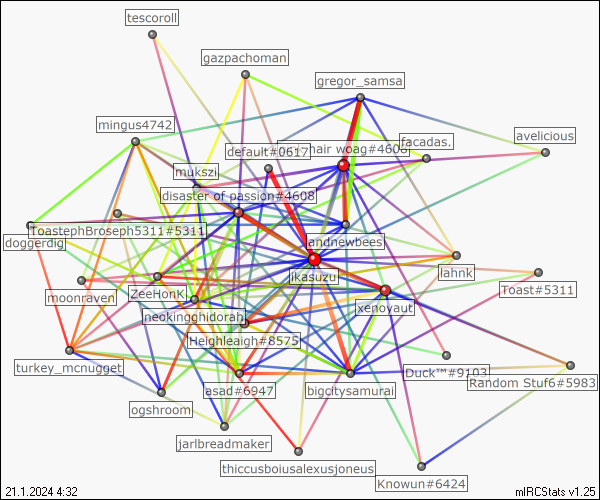 tescoroll
gazpachoman
gregor_samsa
mingus4742
facadas.
avelicious
default#0617
hair woag#4608
mukszi
disaster of passion#4608
ToastephBroseph5311#5311
doggerdig
andnewbees
jkasuzu
lahnk
Toast#5311
moonraven
ZeeHonK
neokingghidorah
xenoyaut
Heighleaigh#8575
turkey_mcnugget
Duck™#9103
Random Stuf6#5983
asad#6947
bigcitysamurai
ogshroom
jarlbreadmaker
thiccusboiusalexusjoneus
Knowun#6424
21.1.2024 4:32
mIRCStats v1.25